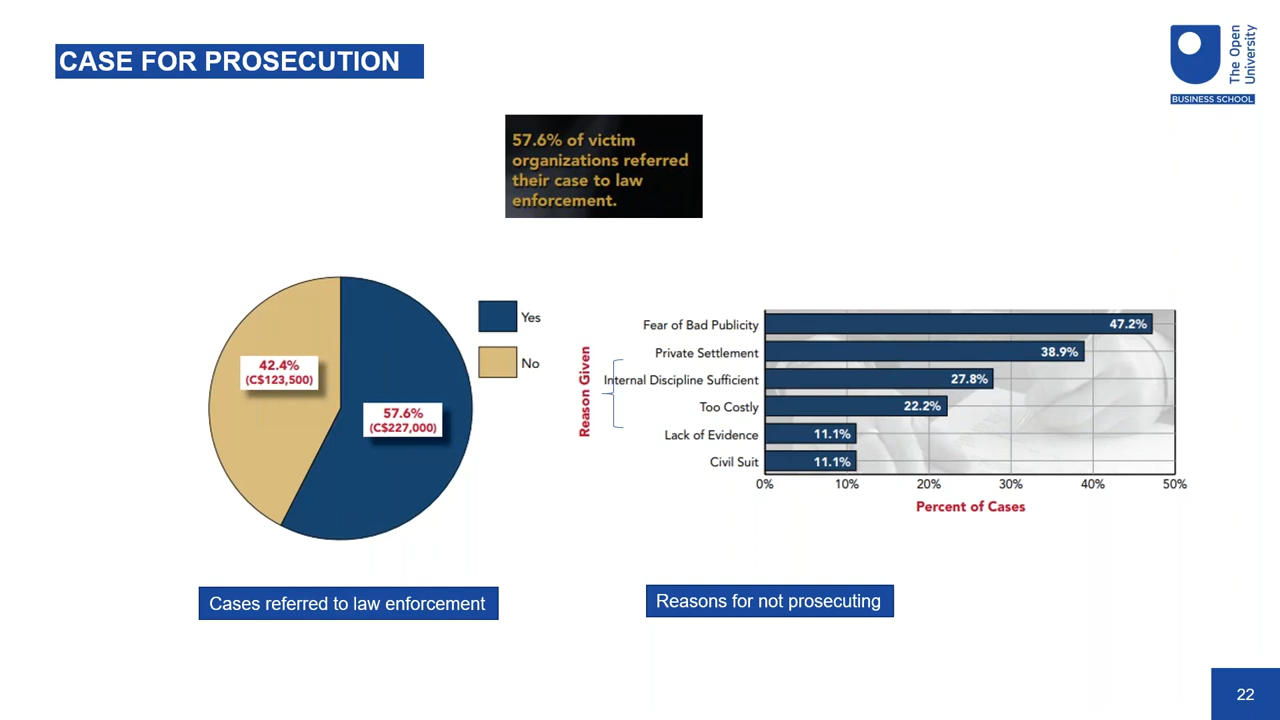 CASE FOR PROSECUTION
The Open
University
BUSINESS SCHOOL
57.6% of victim
organizations referred
their case to law
enforcement.
42.4%
(C$123,500)
57.6%
(C$227,000)
Yes
No
Cases referred to law enforcement
Reason Given
Fear of Bad Publicity 47.2%
Private Settlement 38.9%
Internal Discipline Sufficient 27.8%
Too Costly 22.2%
Lack of Evidence 11.1%
Civil Suit 11.1%
0% 10% 20% 30% 40% 50%
Percent of Cases
Reasons for not prosecuting
22